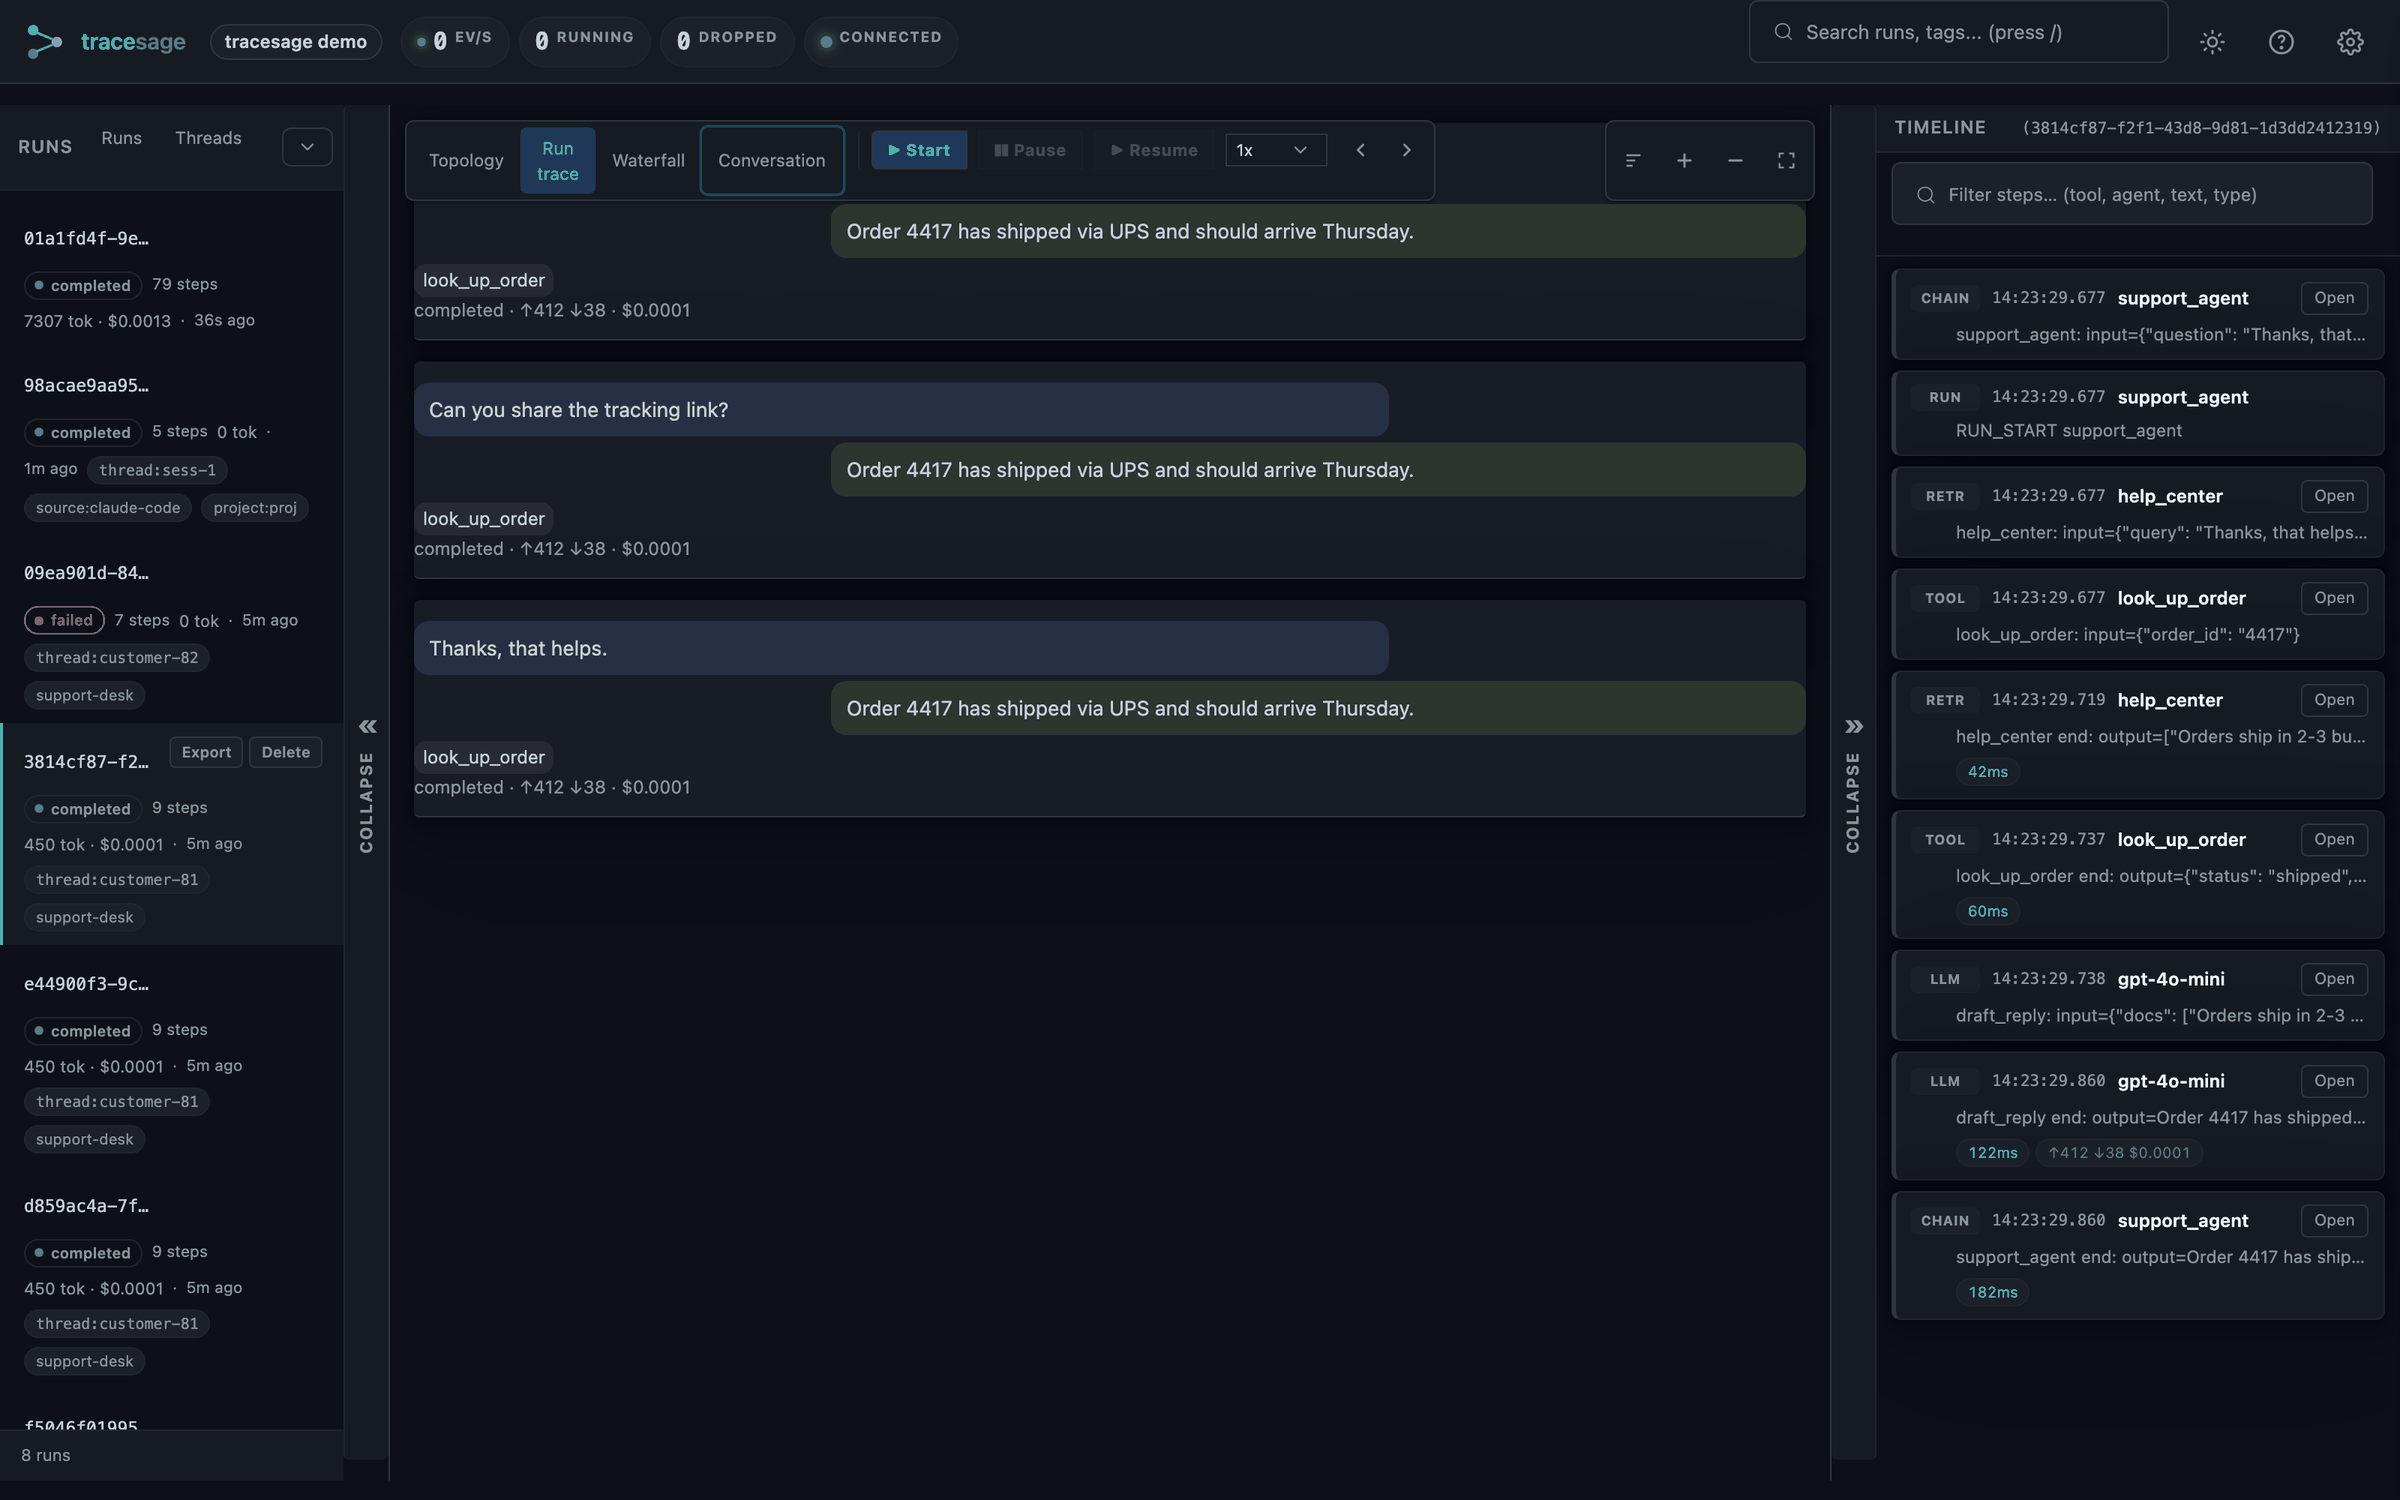 tracesage
tracesage demo
0 EV/S
0 RUNNING
0 DROPPED
CONNECTED
Search runs, tags... (press /)
RUNS
Runs
Threads
01a1fd4f-9e…
completed 79 steps
7307 tok · $0.0013 · 36s ago
98acae9aa95…
completed 5 steps 0 tok ·
1m ago thread:sess-1
source:claude-code project:proj
09ea901d-84…
failed 7 steps 0 tok · 5m ago
thread:customer-82
support-desk
3814cf87-f2… Export Delete
completed 9 steps
450 tok · $0.0001 · 5m ago
thread:customer-81
support-desk
e44900f3-9c…
completed 9 steps
450 tok · $0.0001 · 5m ago
thread:customer-81
support-desk
d859ac4a-7f…
completed 9 steps
450 tok · $0.0001 · 5m ago
thread:customer-81
support-desk
f5046f01995
8 runs
« COLLAPSE
Topology
Run trace
Waterfall
Conversation
Start
Pause
Resume
1x
Order 4417 has shipped via UPS and should arrive Thursday.
look_up_order
completed · ↑412 ↓38 · $0.0001
Can you share the tracking link?
Order 4417 has shipped via UPS and should arrive Thursday.
look_up_order
completed · ↑412 ↓38 · $0.0001
Thanks, that helps.
Order 4417 has shipped via UPS and should arrive Thursday.
look_up_order
completed · ↑412 ↓38 · $0.0001
» COLLAPSE
TIMELINE (3814cf87-f2f1-43d8-9d81-1d3dd2412319)
Filter steps... (tool, agent, text, type)
CHAIN 14:23:29.677 support_agent Open
support_agent: input={"question": "Thanks, that…
RUN 14:23:29.677 support_agent
RUN_START support_agent
RETR 14:23:29.677 help_center Open
help_center: input={"query": "Thanks, that helps…
TOOL 14:23:29.677 look_up_order Open
look_up_order: input={"order_id": "4417"}
RETR 14:23:29.719 help_center Open
help_center end: output=["Orders ship in 2-3 bu…
42ms
TOOL 14:23:29.737 look_up_order Open
look_up_order end: output={"status": "shipped",…
60ms
LLM 14:23:29.738 gpt-4o-mini Open
draft_reply: input={"docs": ["Orders ship in 2-3 …
LLM 14:23:29.860 gpt-4o-mini Open
draft_reply end: output=Order 4417 has shipped…
122ms ↑412 ↓38 $0.0001
CHAIN 14:23:29.860 support_agent Open
support_agent end: output=Order 4417 has ship…
182ms